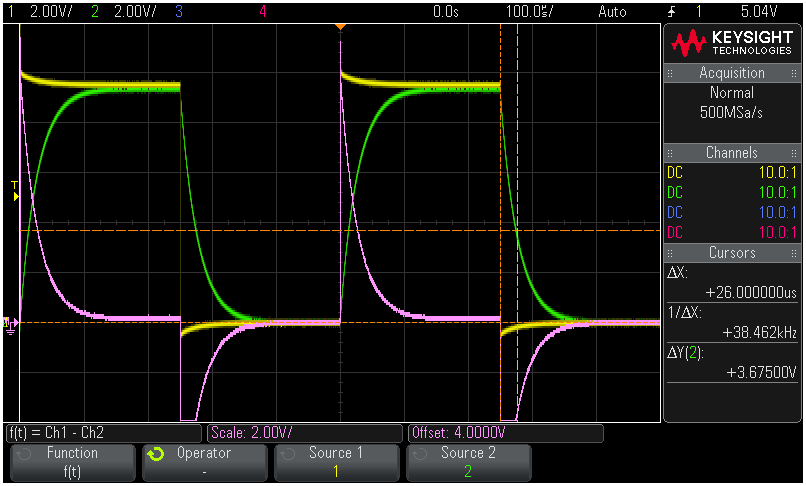 1 2.00V/ 2 2.00V/ 3 4 0.0s 100.0us/ Auto 1 5.04V
KEYSIGHT
TECHNOLOGIES
Acquisition
Normal
500MSa/s
Channels
DC 10.0:1
DC 10.0:1
DC 10.0:1
DC 10.0:1
Cursors
ΔX:
+26.000000us
1/ΔX:
+38.462kHz
ΔY(2):
+3.67500V
T
f(t) = Ch1 - Ch2 Scale: 2.00V/ Offset: 4.0000V
Function Operator Source 1 Source 2
f(t) - 1 2